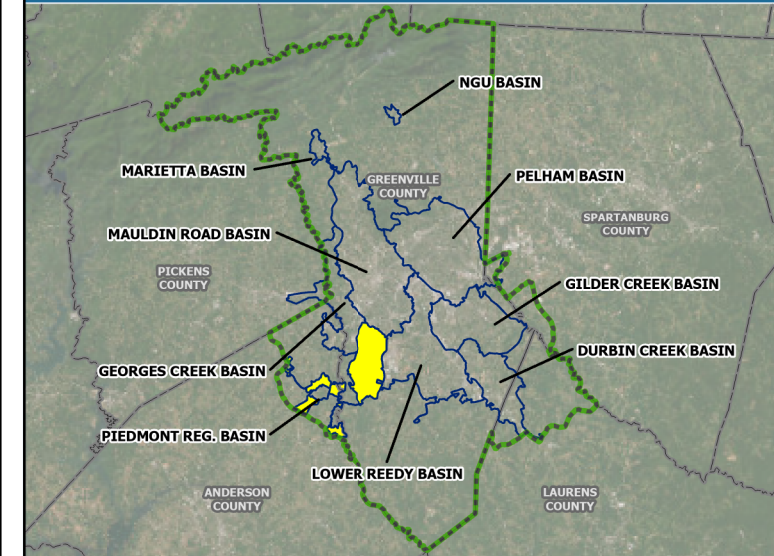 NGU BASIN
MARIETTA BASIN
GREENVILLE
COUNTY
PELHAM BASIN
SPARTANBURG
COUNTY
MAULDIN ROAD BASIN
PICKENS
COUNTY
GILDER CREEK BASIN
DURBIN CREEK BASIN
GEORGES CREEK BASIN
PIEDMONT REG. BASIN
LOWER REEDY BASIN
ANDERSON
COUNTY
LAURENS
COUNTY